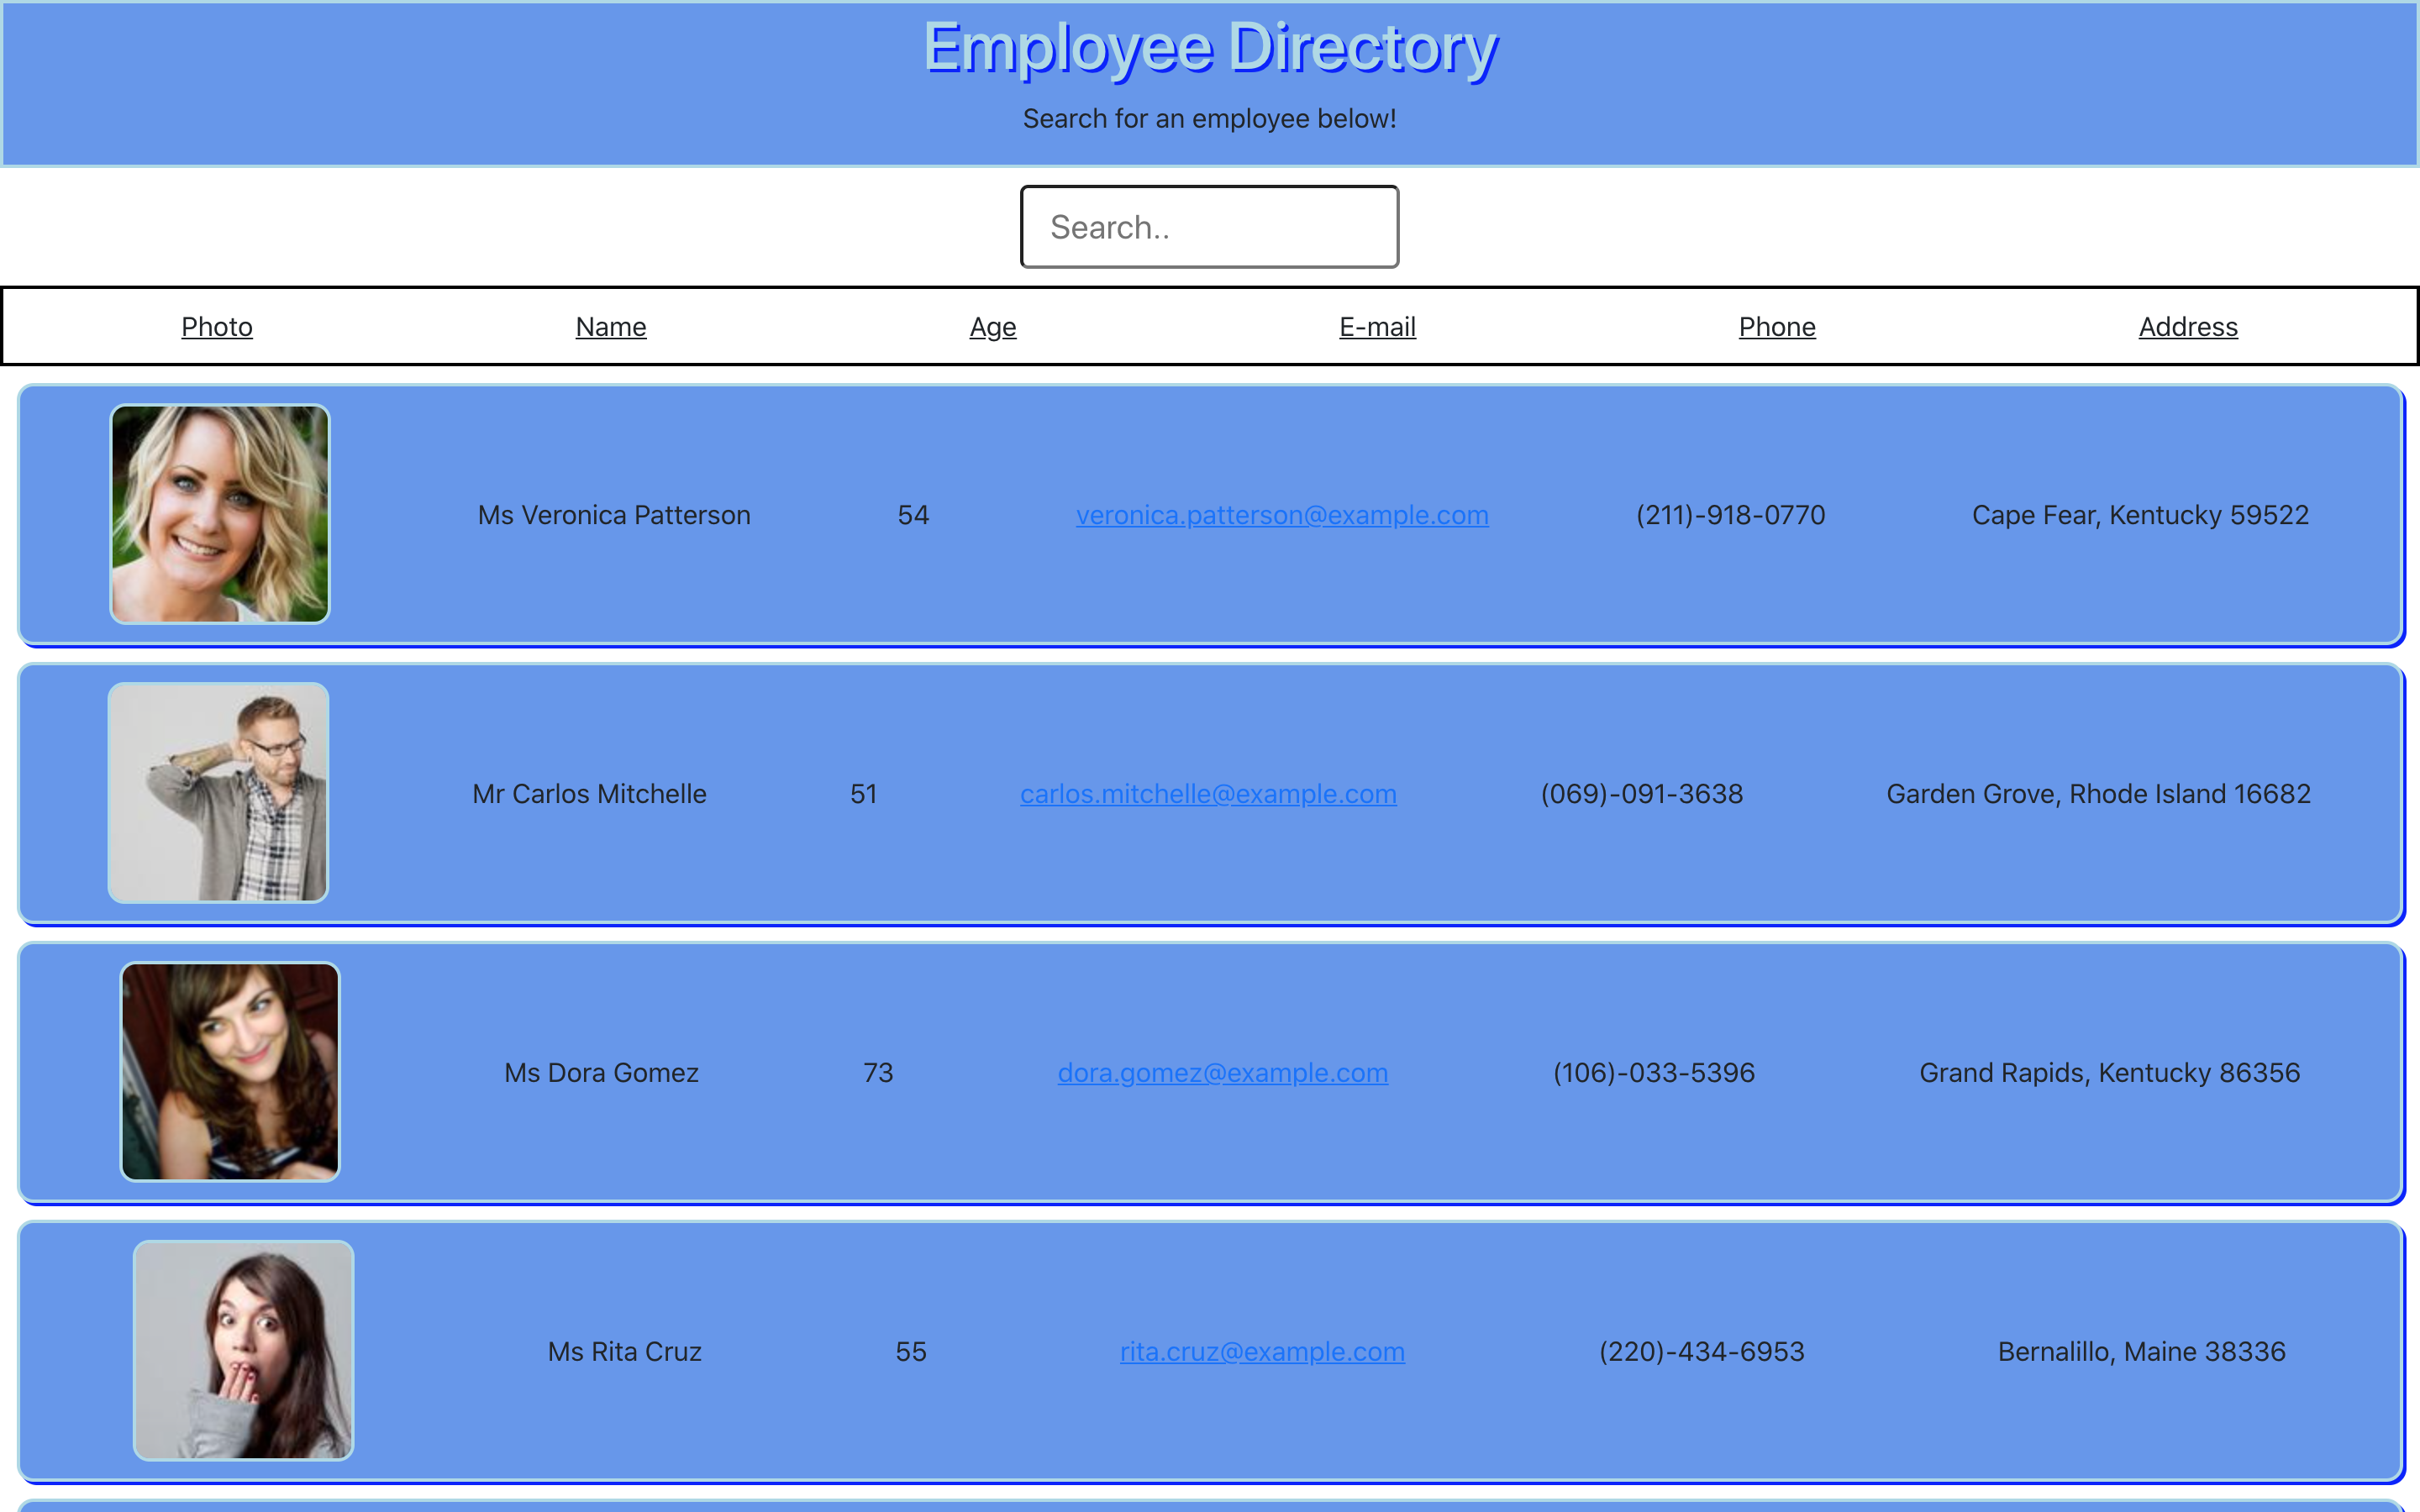 Employee Directory
Search for an employee below!
Search..
Photo Name Age E-mail Phone Address
Ms Veronica Patterson 54 veronica.patterson@example.com (211)-918-0770 Cape Fear, Kentucky 59522
Mr Carlos Mitchelle 51 carlos.mitchelle@example.com (069)-091-3638 Garden Grove, Rhode Island 16682
Ms Dora Gomez 73 dora.gomez@example.com (106)-033-5396 Grand Rapids, Kentucky 86356
Ms Rita Cruz 55 rita.cruz@example.com (220)-434-6953 Bernalillo, Maine 38336